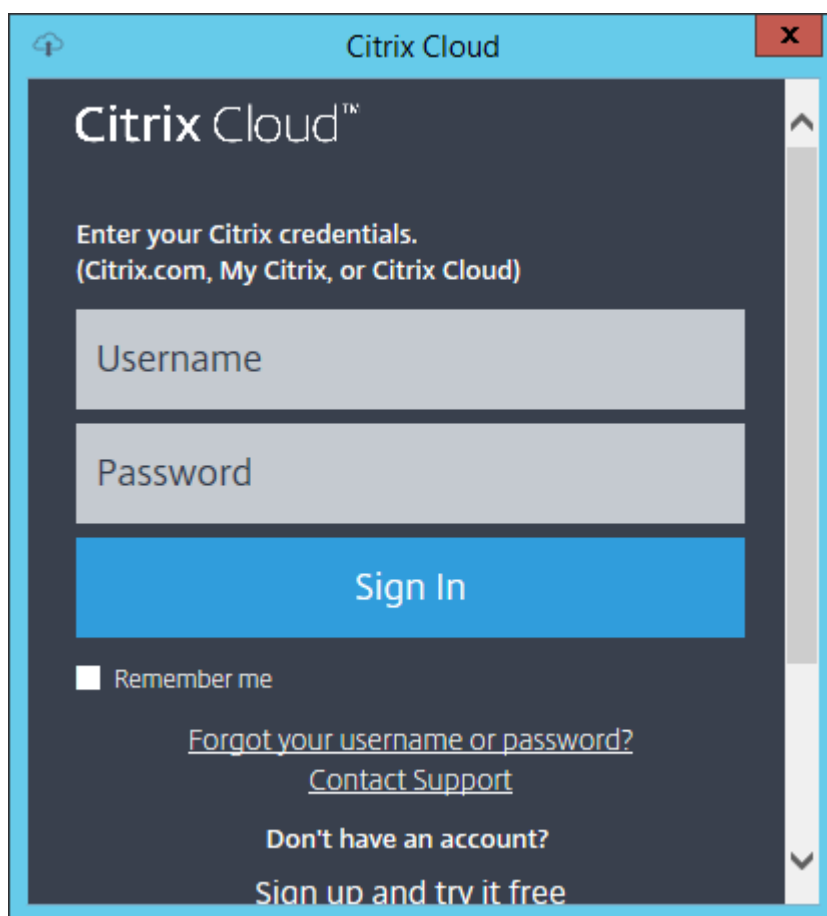 Citrix Cloud
x
Citrix Cloud™
Enter your Citrix credentials.
(Citrix.com, My Citrix, or Citrix Cloud)
Username
Password
Sign In
Remember me
Forgot your username or password?
Contact Support
Don't have an account?
Sign up and try it free